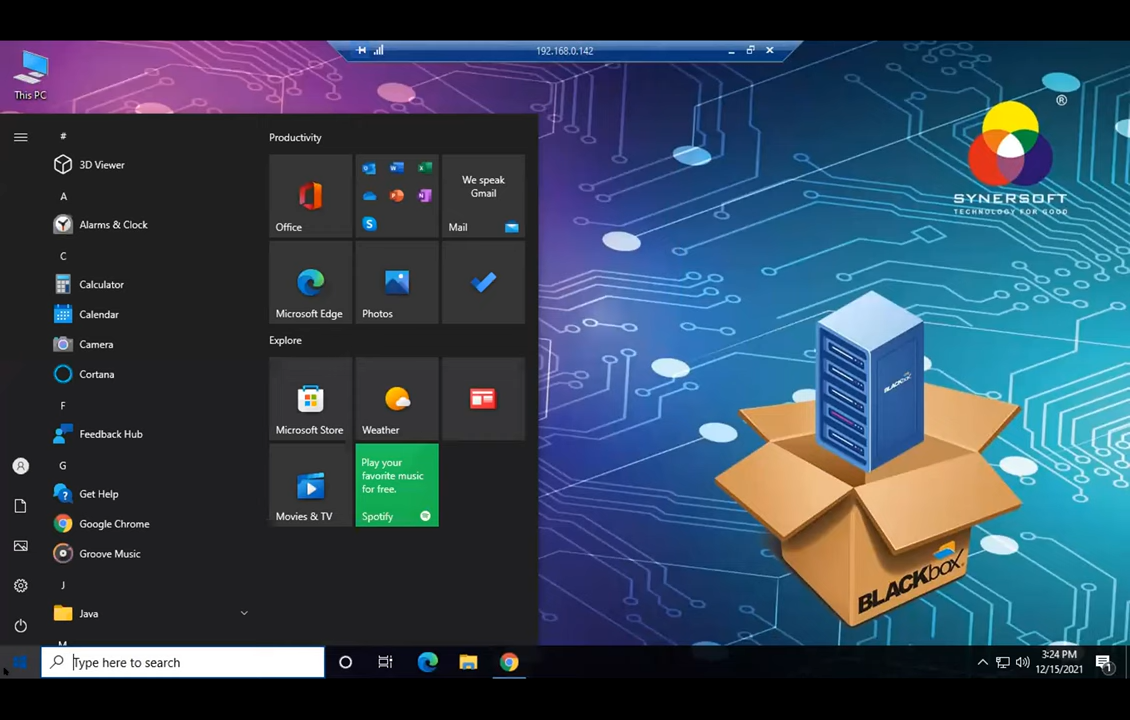 192.168.0.142
This PC
#
3D Viewer
A
Alarms & Clock
C
Calculator
Calendar
Camera
Cortana
F
Feedback Hub
G
Get Help
Google Chrome
Groove Music
J
Java
Productivity
Office
We speak
Gmail
Mail
Microsoft Edge
Photos
Explore
Microsoft Store
Weather
Movies & TV
Play your
favorite music
for free.
Spotify
®
SYNERSOFT
TECHNOLOGY FOR GOOD
BLACKbox
BLACKbox
Type here to search
3:24 PM
12/15/2021
1